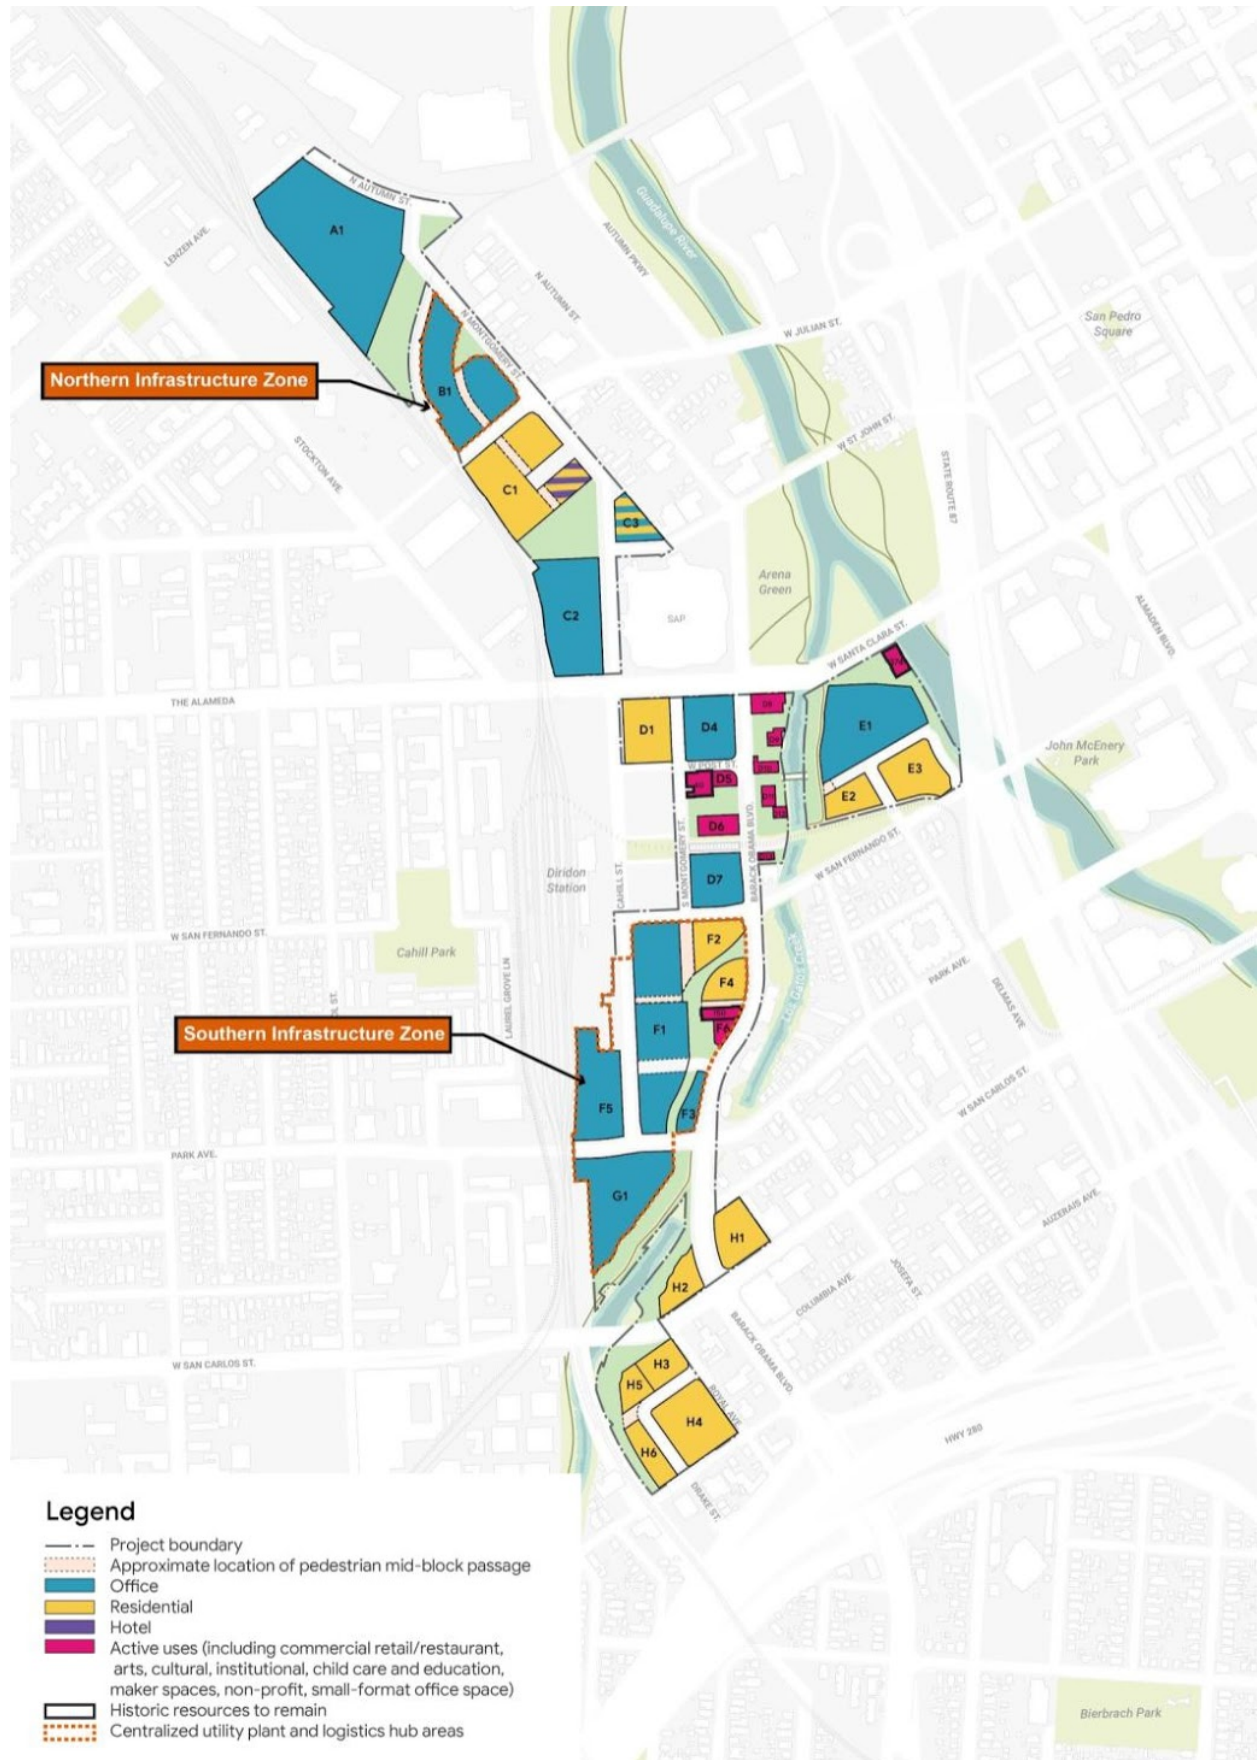 N AUTUMN ST.
A1
LENZEN AVE.
Guadalupe River
AUTUMN PKWY
N AUTUMN ST.
N MONTGOMERY ST.
W JULIAN ST.
San Pedro
Square
Northern Infrastructure Zone
B1
STOCKTON AVE.
W ST JOHN ST.
STATE ROUTE 87
C1
C3
Arena
Green
C2
SAP
ALMADEN BLVD.
W SANTA CLARA ST.
THE ALAMEDA
D1
D4
D8
E1
D9
John McEnery
Park
W POST ST.
D5
E3
E2
D6
S MONTGOMERY ST.
BARACK OBAMA BLVD.
W SAN FERNANDO ST.
Diridon
Station
CAHILL ST.
D7
W SAN FERNANDO ST.
Cahill Park
F2
F4
Los Gatos Creek
PARK AVE.
DELMAS AVE
LAUREL GROVE LN
Southern Infrastructure Zone
F1
F6
F5
F3
W SAN CARLOS ST.
PARK AVE.
G1
H1
AUZERAIS AVE.
H2
JOSEFA ST.
COLUMBIA AVE.
BARACK OBAMA BLVD.
W SAN CARLOS ST.
H3
H5
ROYAL AVE
H4
H6
HWY 280
DRAKE ST.
Legend
Project boundary
Approximate location of pedestrian mid-block passage
Office
Residential
Hotel
Active uses (including commercial retail/restaurant,
arts, cultural, institutional, child care and education,
maker spaces, non-profit, small-format office space)
Historic resources to remain
Centralized utility plant and logistics hub areas
Bierbrach Park